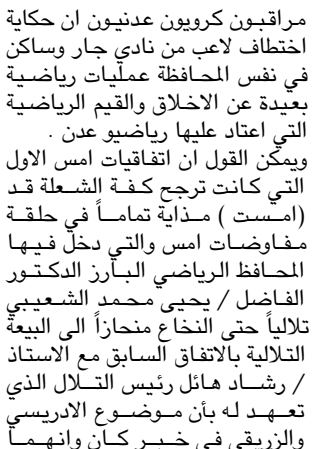 مراقبون كرويون عدنيون ان حكاية
اختطاف لاعب من نادي جار وساكن
في نفس المحافظة عمليات رياضية
بعيدة عن الاخلاق والقيم الرياضية
التي اعتاد عليها رياضيو عدن .
ويمكن القول ان اتفاقيات امس الاول
التي كانت ترجح كفة الشعلة قد
(امست ) مذاية تماماً في حلقة
مفاوضات امس والتي دخل فيها
المحافظ الرياضي البارز الدكتور
الفاضل / يحيى محمد الشعيبي
تلالياً حتى النخاع منحازاً الى البيعة
التلالية بالاتفاق السابق مع الاستاذ
/ رشاد هائل رئيس التلال الذي
تعهد له بأن موضوع الادريسي
والزريقي في خبر كان وانهما